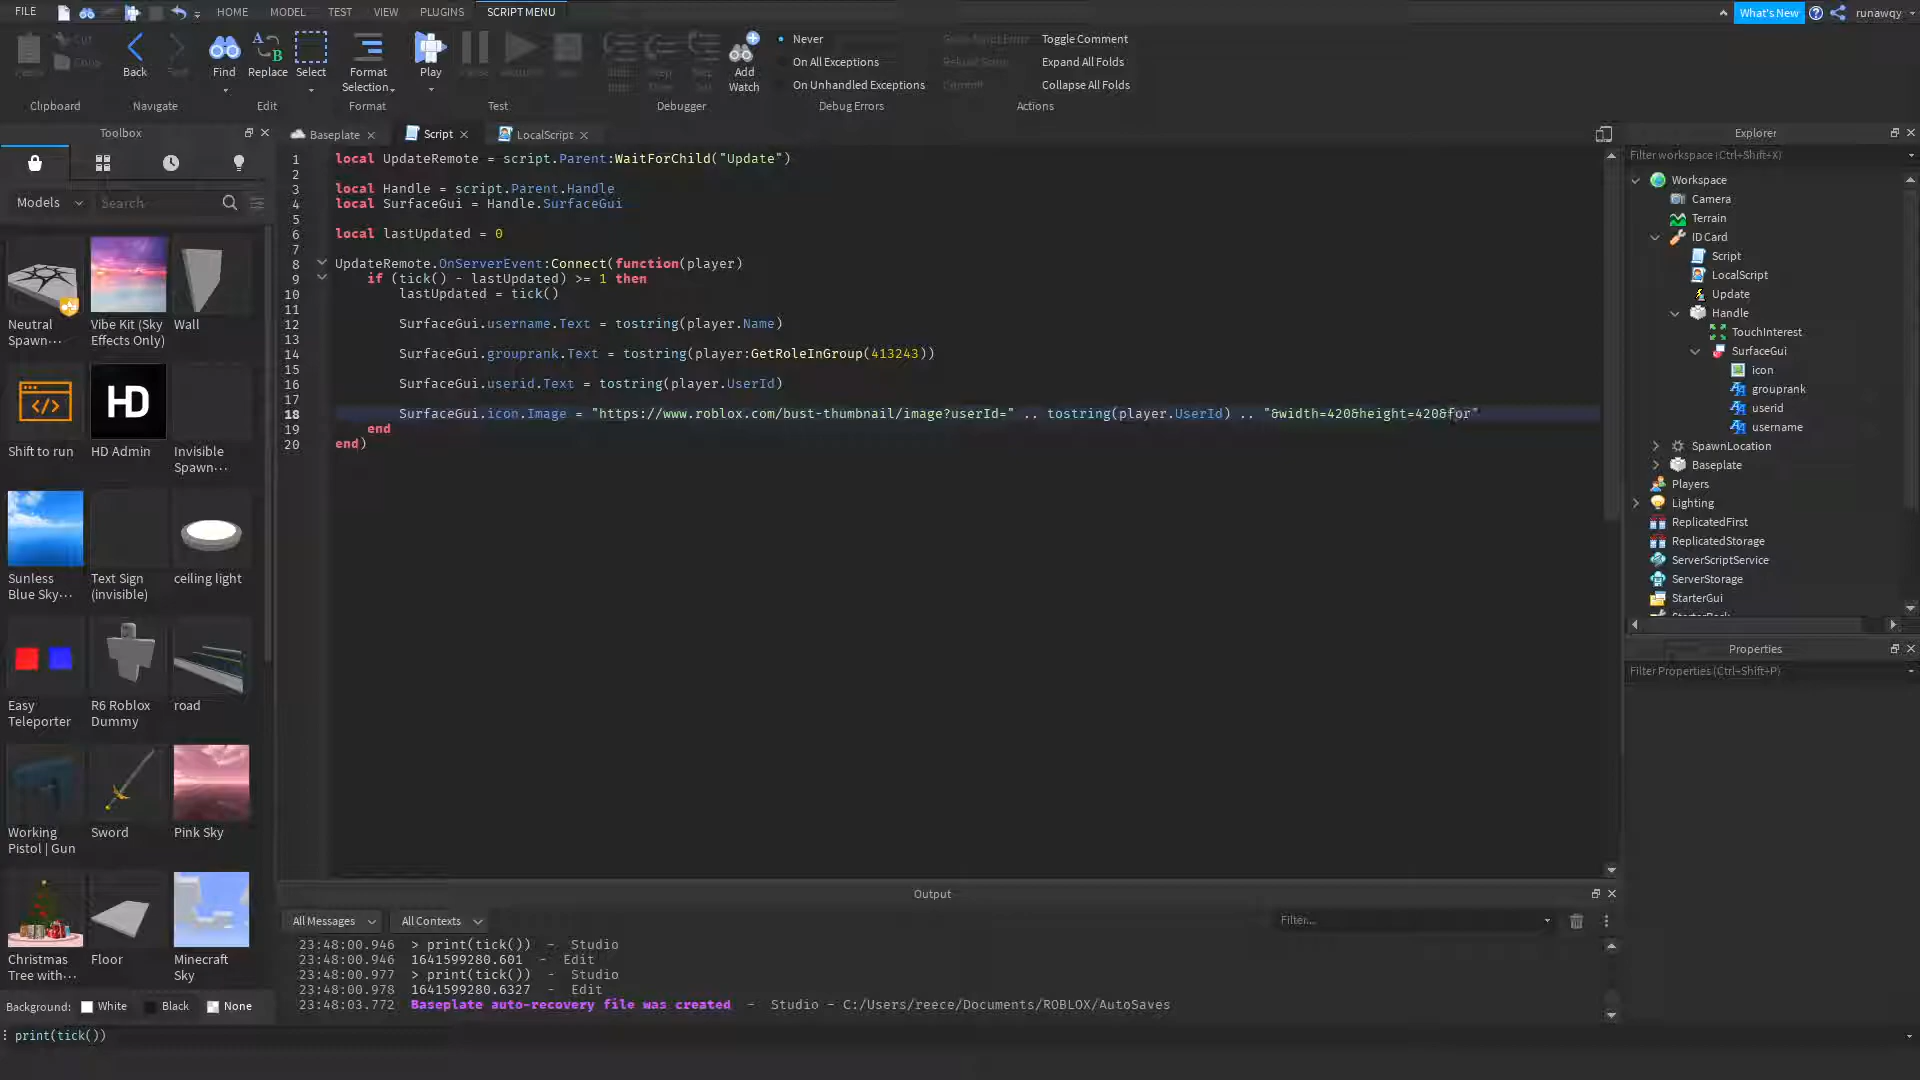 FILE
HOME
MODEL
TEST
VIEW
PLUGINS
SCRIPT MENU
What's New
runawqy
Cut
Copy
Back
Find
Replace
Select
Format
Selection
Play
Add
Watch
Never
On All Exceptions
On Unhandled Exceptions
Toggle Comment
Expand All Folds
Collapse All Folds
Clipboard
Navigate
Edit
Format
Test
Debugger
Debug Errors
Actions
Toolbox
Baseplate
Script
LocalScript
Explorer
Models
Search
Neutral
Spawn...
Vibe Kit (Sky
Effects Only)
Wall
Shift to run
HD
HD Admin
Invisible
Spawn...
Sunless
Blue Sky...
Text Sign
(invisible)
ceiling light
Easy
Teleporter
R6 Roblox
Dummy
road
Working
Pistol | Gun
Sword
Pink Sky
Christmas
Tree with...
Floor
Minecraft
Sky
Background:
White
Black
None
1 local UpdateRemote = script.Parent:WaitForChild("Update")
2
3 local Handle = script.Parent.Handle
4 local SurfaceGui = Handle.SurfaceGui
5
6 local lastUpdated = 0
7
8 UpdateRemote.OnServerEvent:Connect(function(player)
9 if (tick() - lastUpdated) >= 1 then
10 lastUpdated = tick()
11
12 SurfaceGui.username.Text = tostring(player.Name)
13
14 SurfaceGui.grouprank.Text = tostring(player:GetRoleInGroup(413243))
15
16 SurfaceGui.userid.Text = tostring(player.UserId)
17
18 SurfaceGui.icon.Image = "https://www.roblox.com/bust-thumbnail/image?userId=" .. tostring(player.UserId) .. "&width=420&height=420&for"
19 end
20 end)
Filter workspace (Ctrl+Shift+X)
Workspace
Camera
Terrain
ID Card
Script
LocalScript
Update
Handle
TouchInterest
SurfaceGui
icon
grouprank
userid
username
SpawnLocation
Baseplate
Players
Lighting
ReplicatedFirst
ReplicatedStorage
ServerScriptService
ServerStorage
StarterGui
Properties
Filter Properties (Ctrl+Shift+P)
Output
All Messages
All Contexts
Filter...
23:48:00.946 > print(tick()) - Studio
23:48:00.946 1641599280.601 - Edit
23:48:00.977 > print(tick()) - Studio
23:48:00.978 1641599280.6327 - Edit
23:48:03.772 Baseplate auto-recovery file was created - Studio - C:/Users/reece/Documents/ROBLOX/AutoSaves
print(tick())